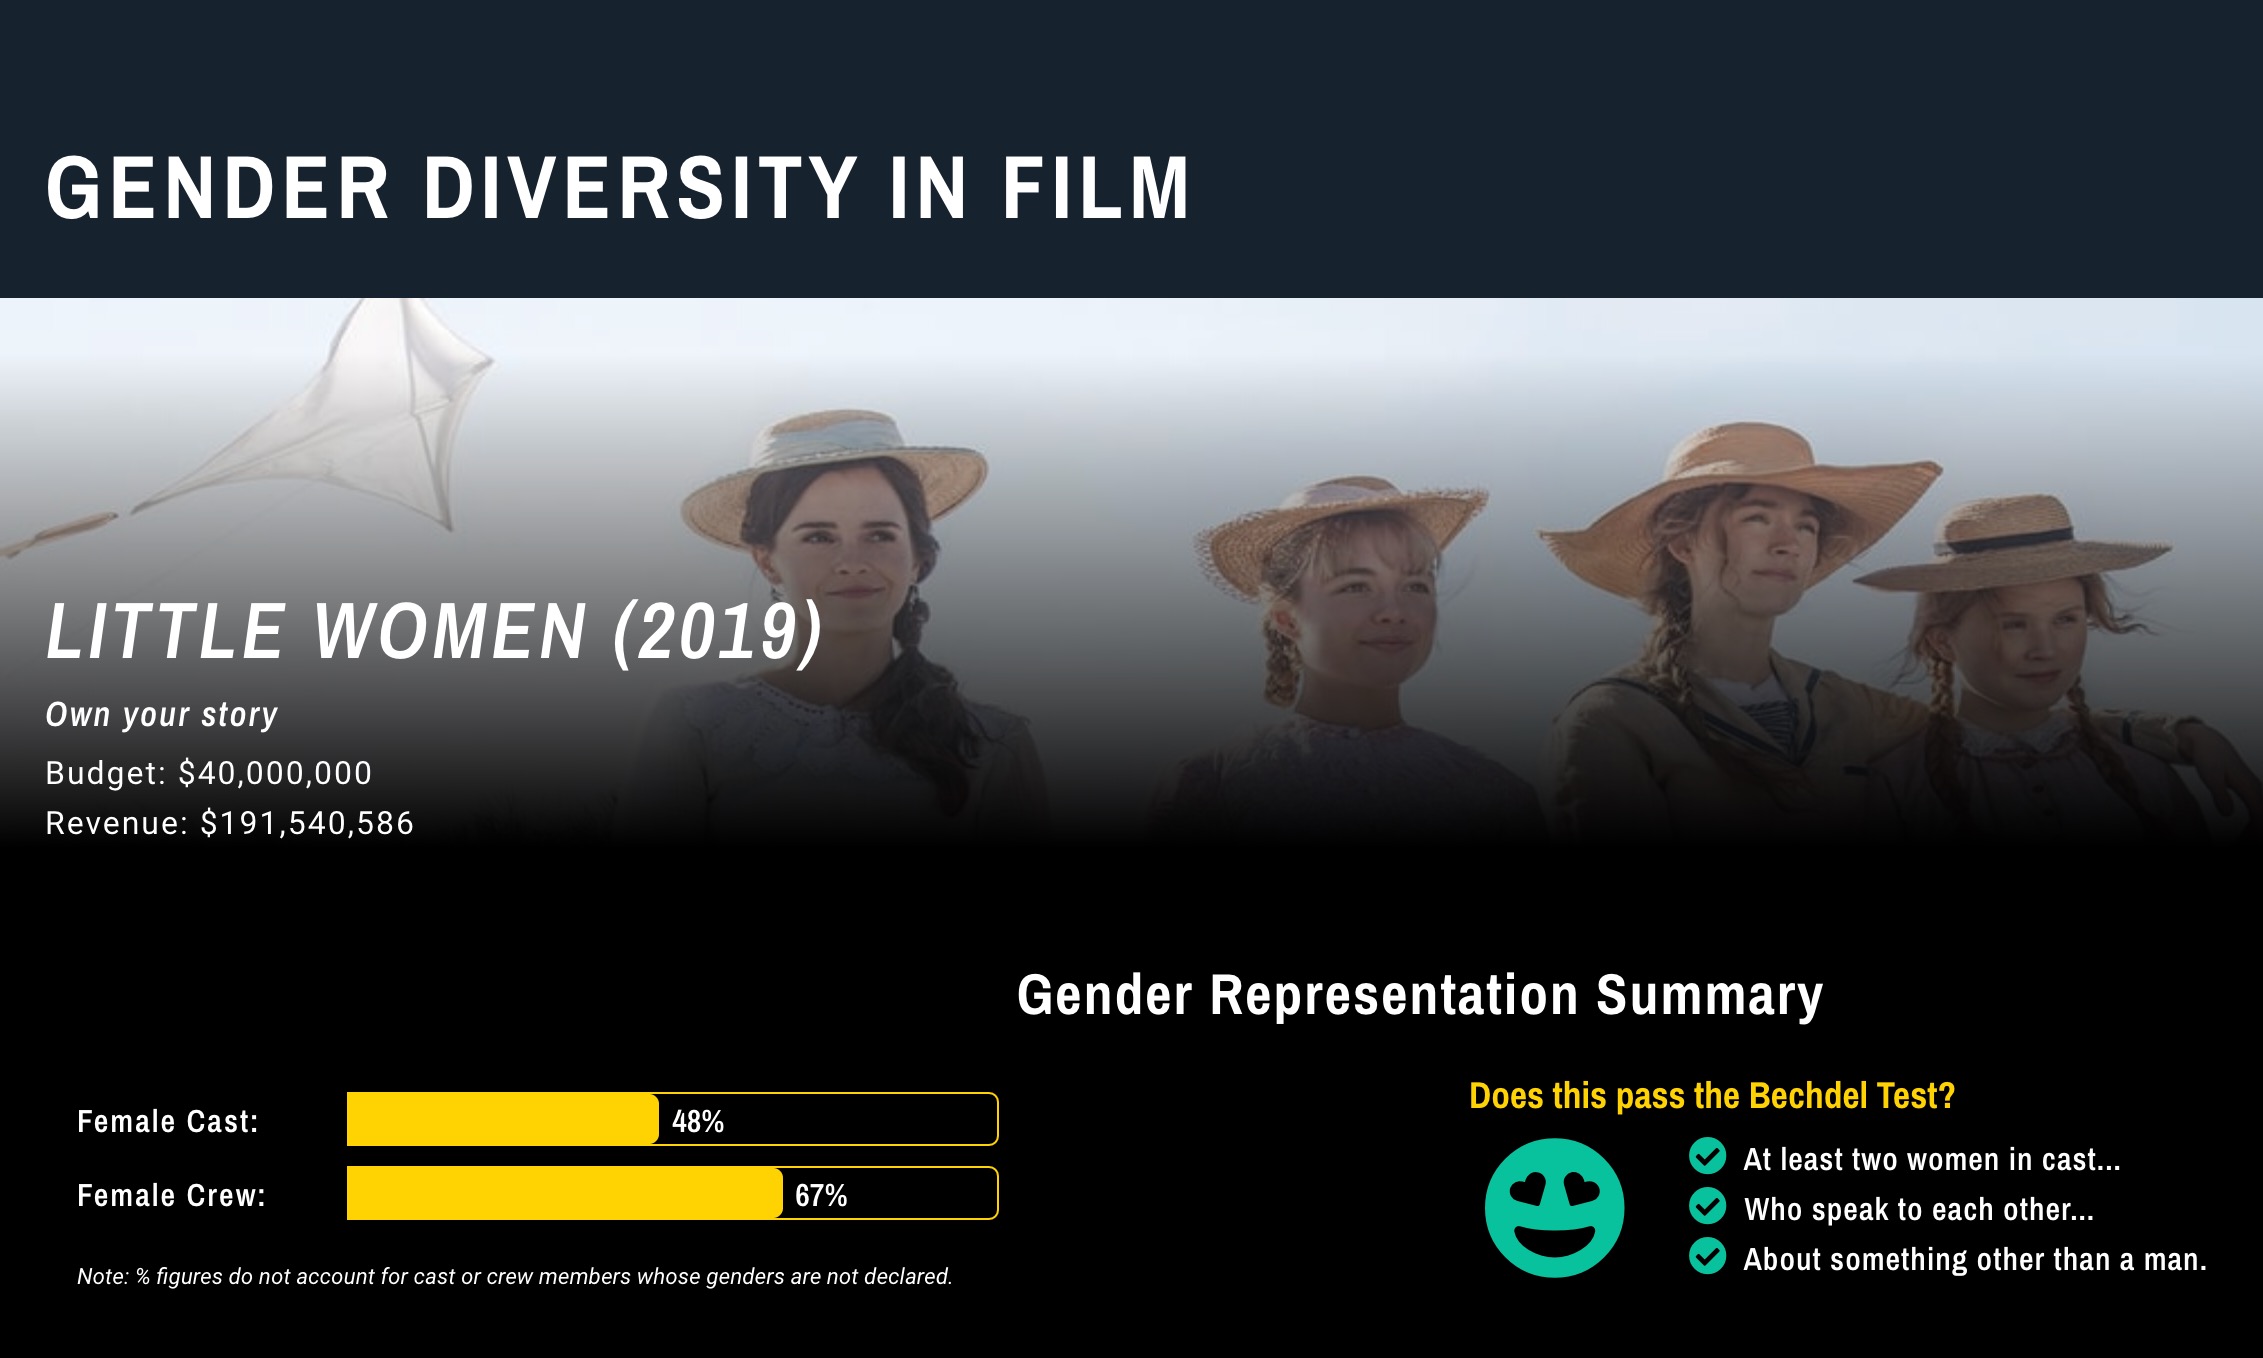 GENDER DIVERSITY IN FILM
LITTLE WOMEN (2019)
Own your story
Budget: $40,000,000
Revenue: $191,540,586
Gender Representation Summary
Female Cast: 48%
Female Crew: 67%
Note: % figures do not account for cast or crew members whose genders are not declared.
Does this pass the Bechdel Test?
At least two women in cast...
Who speak to each other...
About something other than a man.